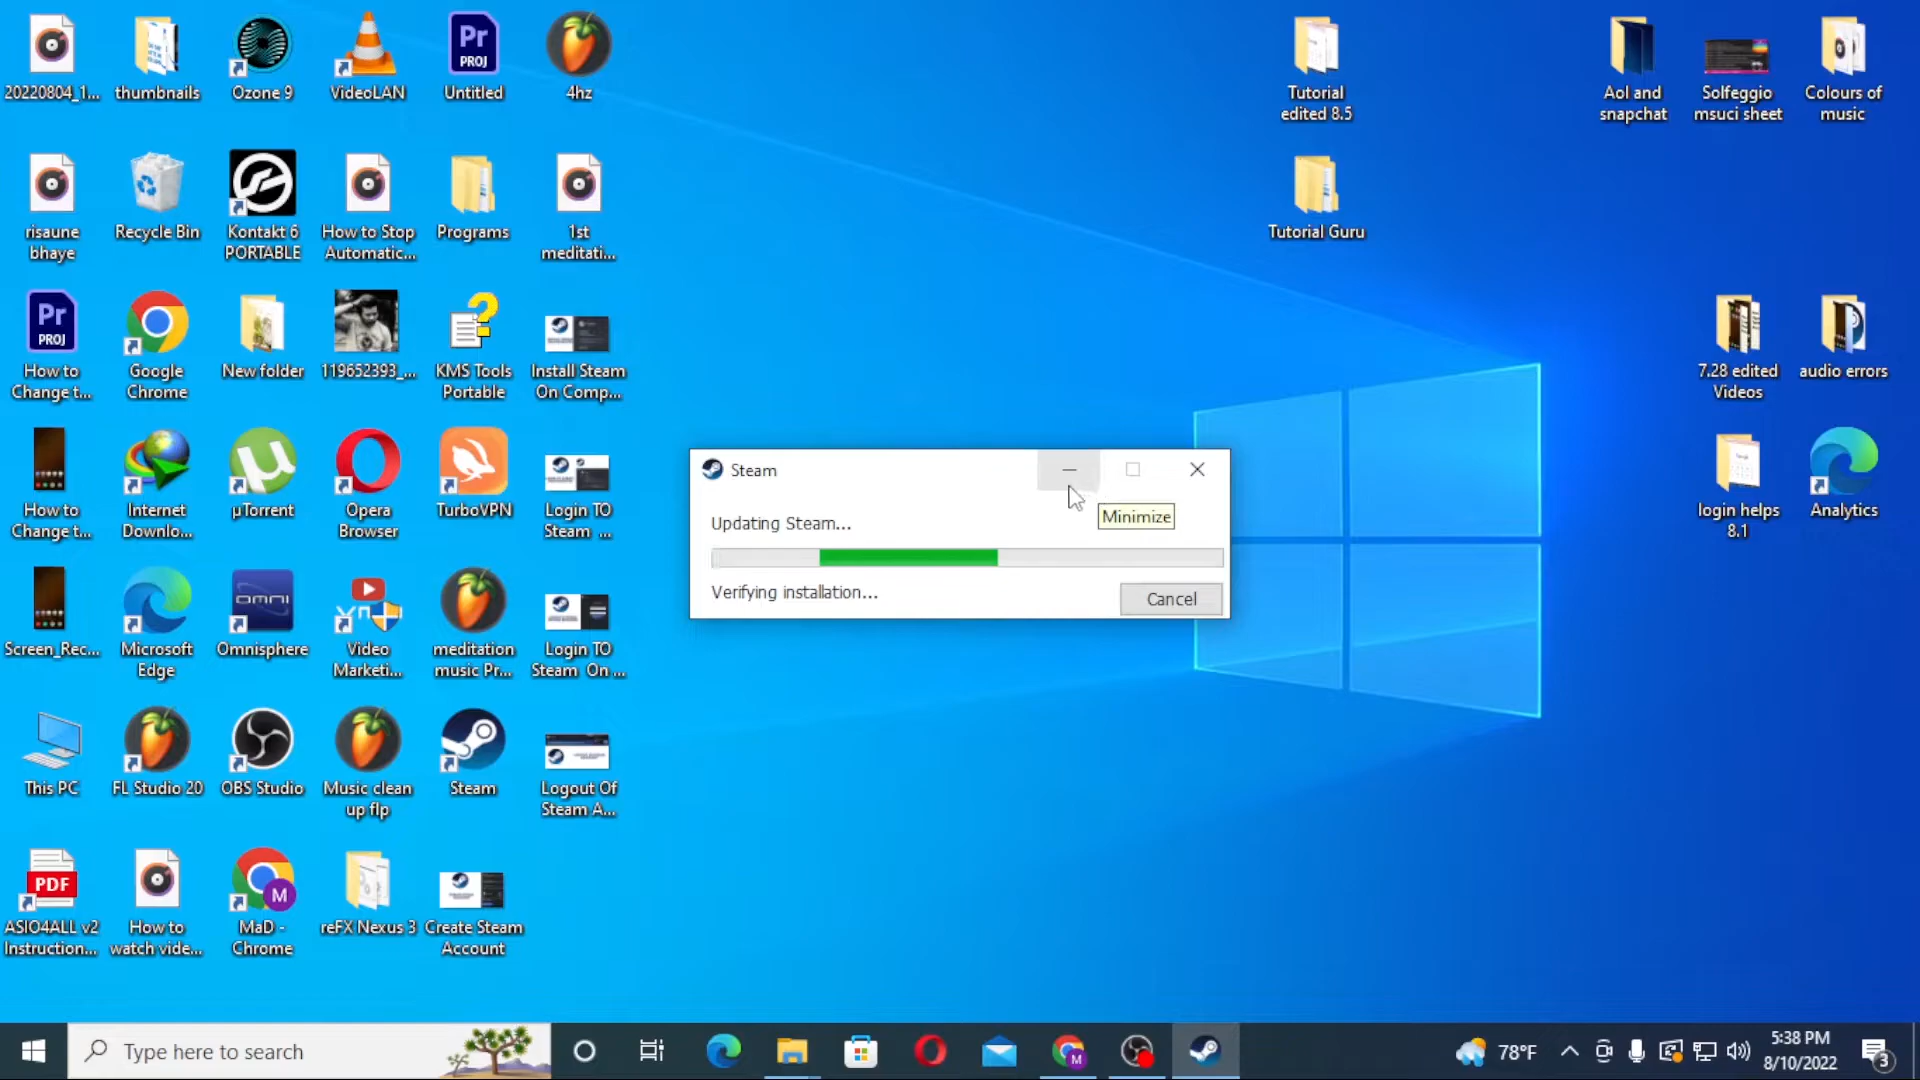 20220804_1...
thumbnails
Ozone 9
VideoLAN
Pr
PROJ
Untitled
4hz
Tutorial
edited 8.5
Aol and
snapchat
Solfeggio
msuci sheet
Colours of
music
risaune
bhaye
Recycle Bin
Kontakt 6
PORTABLE
How to Stop
Automatic...
Programs
1st
meditati...
Tutorial Guru
Pr
PROJ
How to
Change t...
Google
Chrome
New folder
119652393_...
KMS Tools
Portable
Install Steam
On Comp...
7.28 edited
Videos
audio errors
How to
Change t...
Internet
Downlo...
µTorrent
Opera
Browser
TurboVPN
Login TO
Steam ...
login helps
8.1
Analytics
Steam
Minimize
Updating Steam...
Verifying installation...
Cancel
Screen_Rec...
Microsoft
Edge
Omnisphere
Video
Marketi...
meditation
music Pr...
Login TO
Steam On ...
This PC
FL Studio 20
OBS Studio
Music clean
up flp
Steam
Logout Of
Steam A...
PDF
ASIO4ALL v2
Instruction...
How to
watch vide...
M
MaD -
Chrome
reFX Nexus 3
Create Steam
Account
Type here to search
M
78°F
5:38 PM
8/10/2022
3